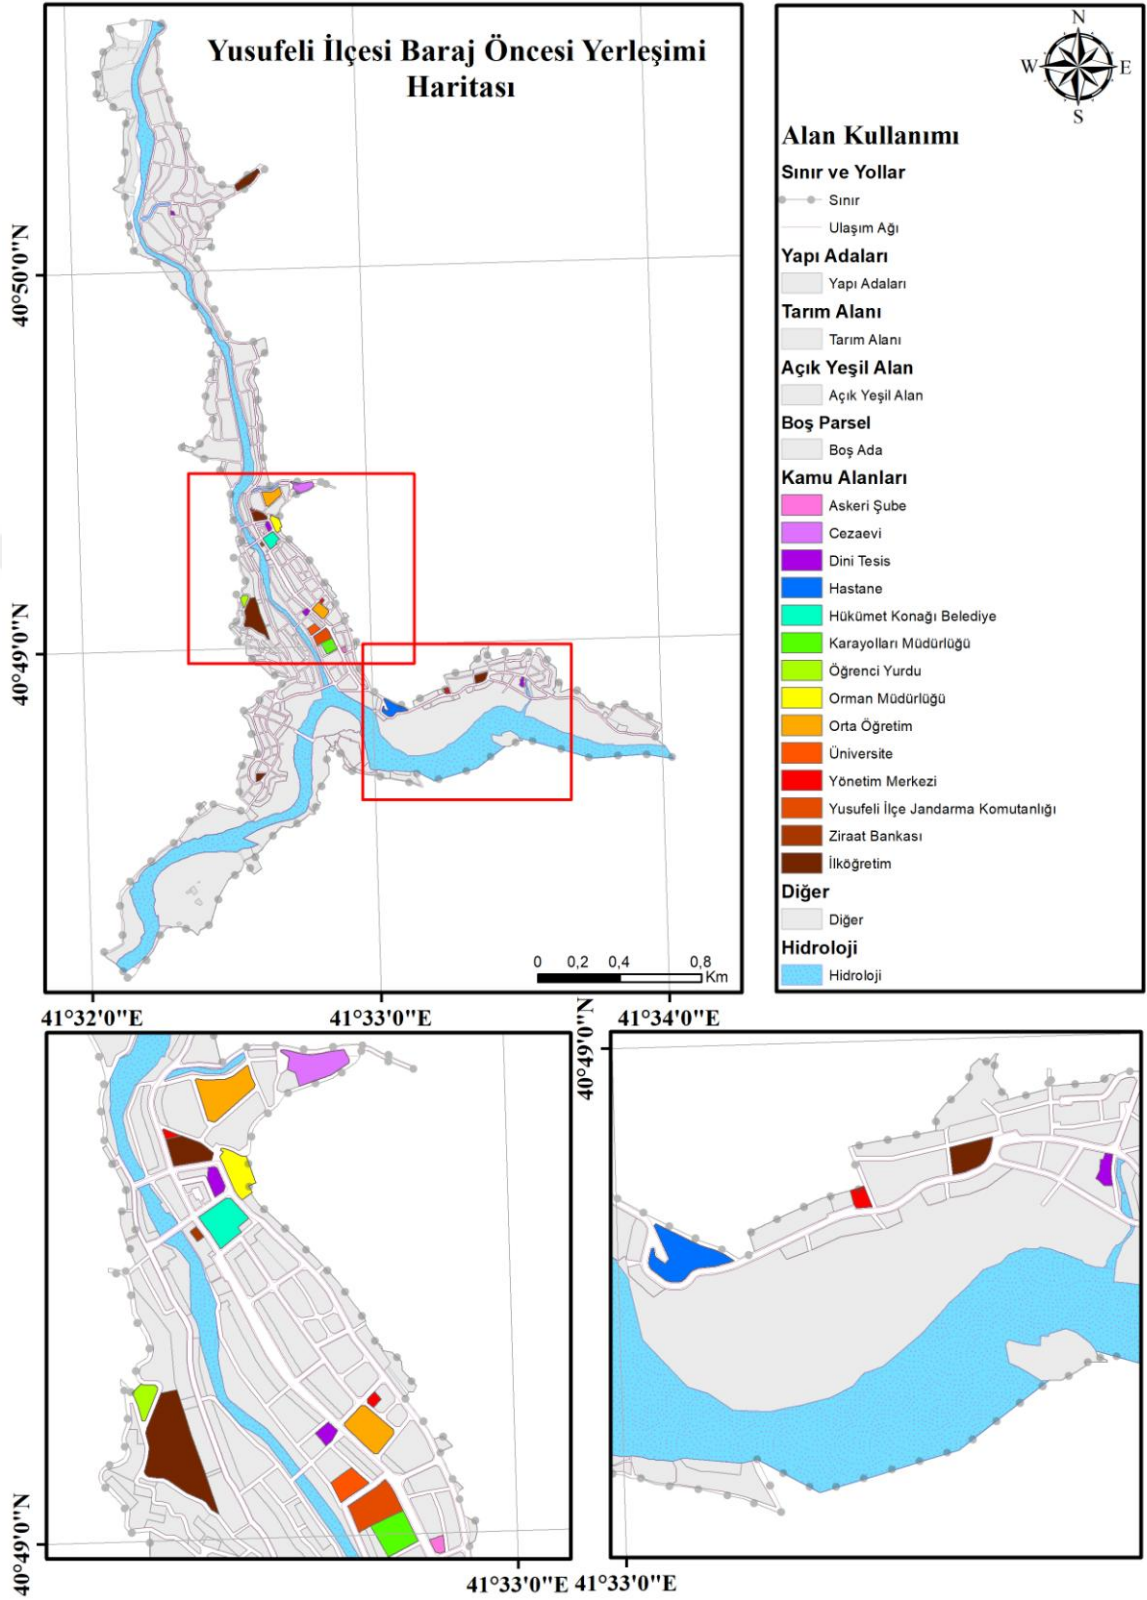 Yusufeli İlçesi Baraj Öncesi Yerleşimi
Haritası
40°50'0"N
40°49'0"N
0 0,2 0,4 0,8
Km
41°32'0"E 41°33'0"E 41°34'0"E
N
W E
S
Alan Kullanımı
Sınır ve Yollar
Sınır
Ulaşım Ağı
Yapı Adaları
Yapı Adaları
Tarım Alanı
Tarım Alanı
Açık Yeşil Alan
Açık Yeşil Alan
Boş Parsel
Boş Ada
Kamu Alanları
Askeri Şube
Cezaevi
Dini Tesis
Hastane
Hükümet Konağı Belediye
Karayolları Müdürlüğü
Öğrenci Yurdu
Orman Müdürlüğü
Orta Öğretim
Üniversite
Yönetim Merkezi
Yusufeli İlçe Jandarma Komutanlığı
Ziraat Bankası
İlköğretim
Diğer
Diğer
Hidroloji
Hidroloji
40°49'0"N
41°33'0"E
40°49'0"N
41°33'0"E